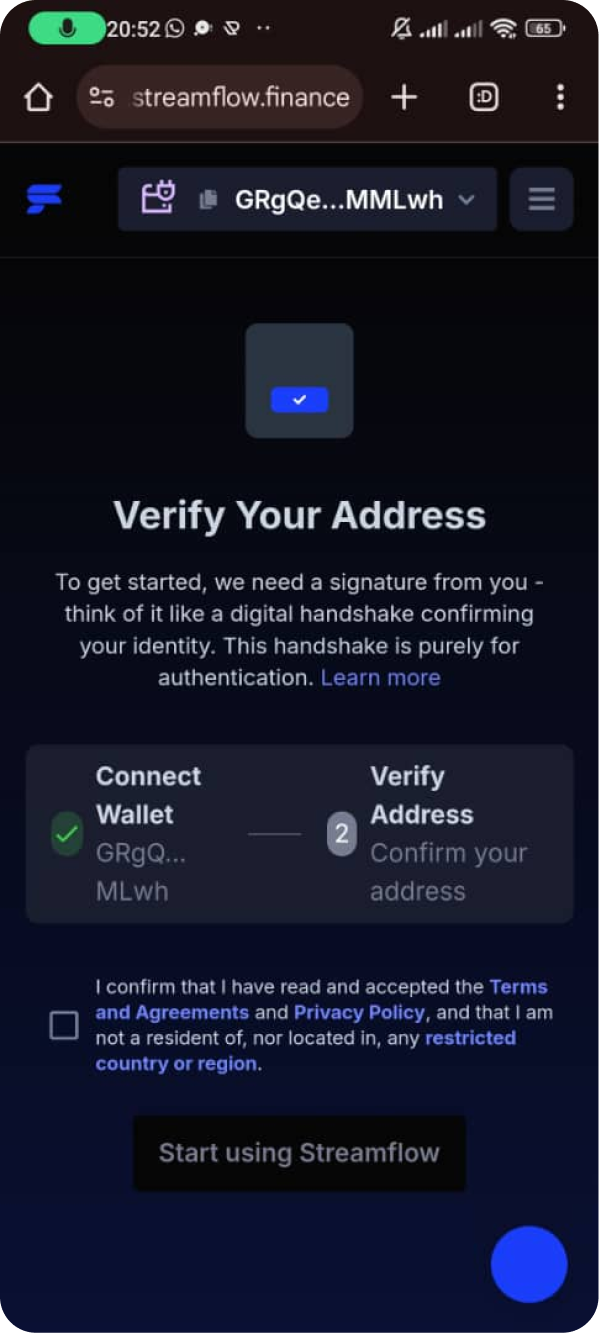 20:52
65
streamflow.finance
:D
GRgQe...MMLwh
Verify Your Address
To get started, we need a signature from you -
think of it like a digital handshake confirming
your identity. This handshake is purely for
authentication. Learn more
Connect
Wallet
GRgQ...
MLwh
2
Verify
Address
Confirm your
address
I confirm that I have read and accepted the Terms
and Agreements and Privacy Policy, and that I am
not a resident of, nor located in, any restricted
country or region.
Start using Streamflow